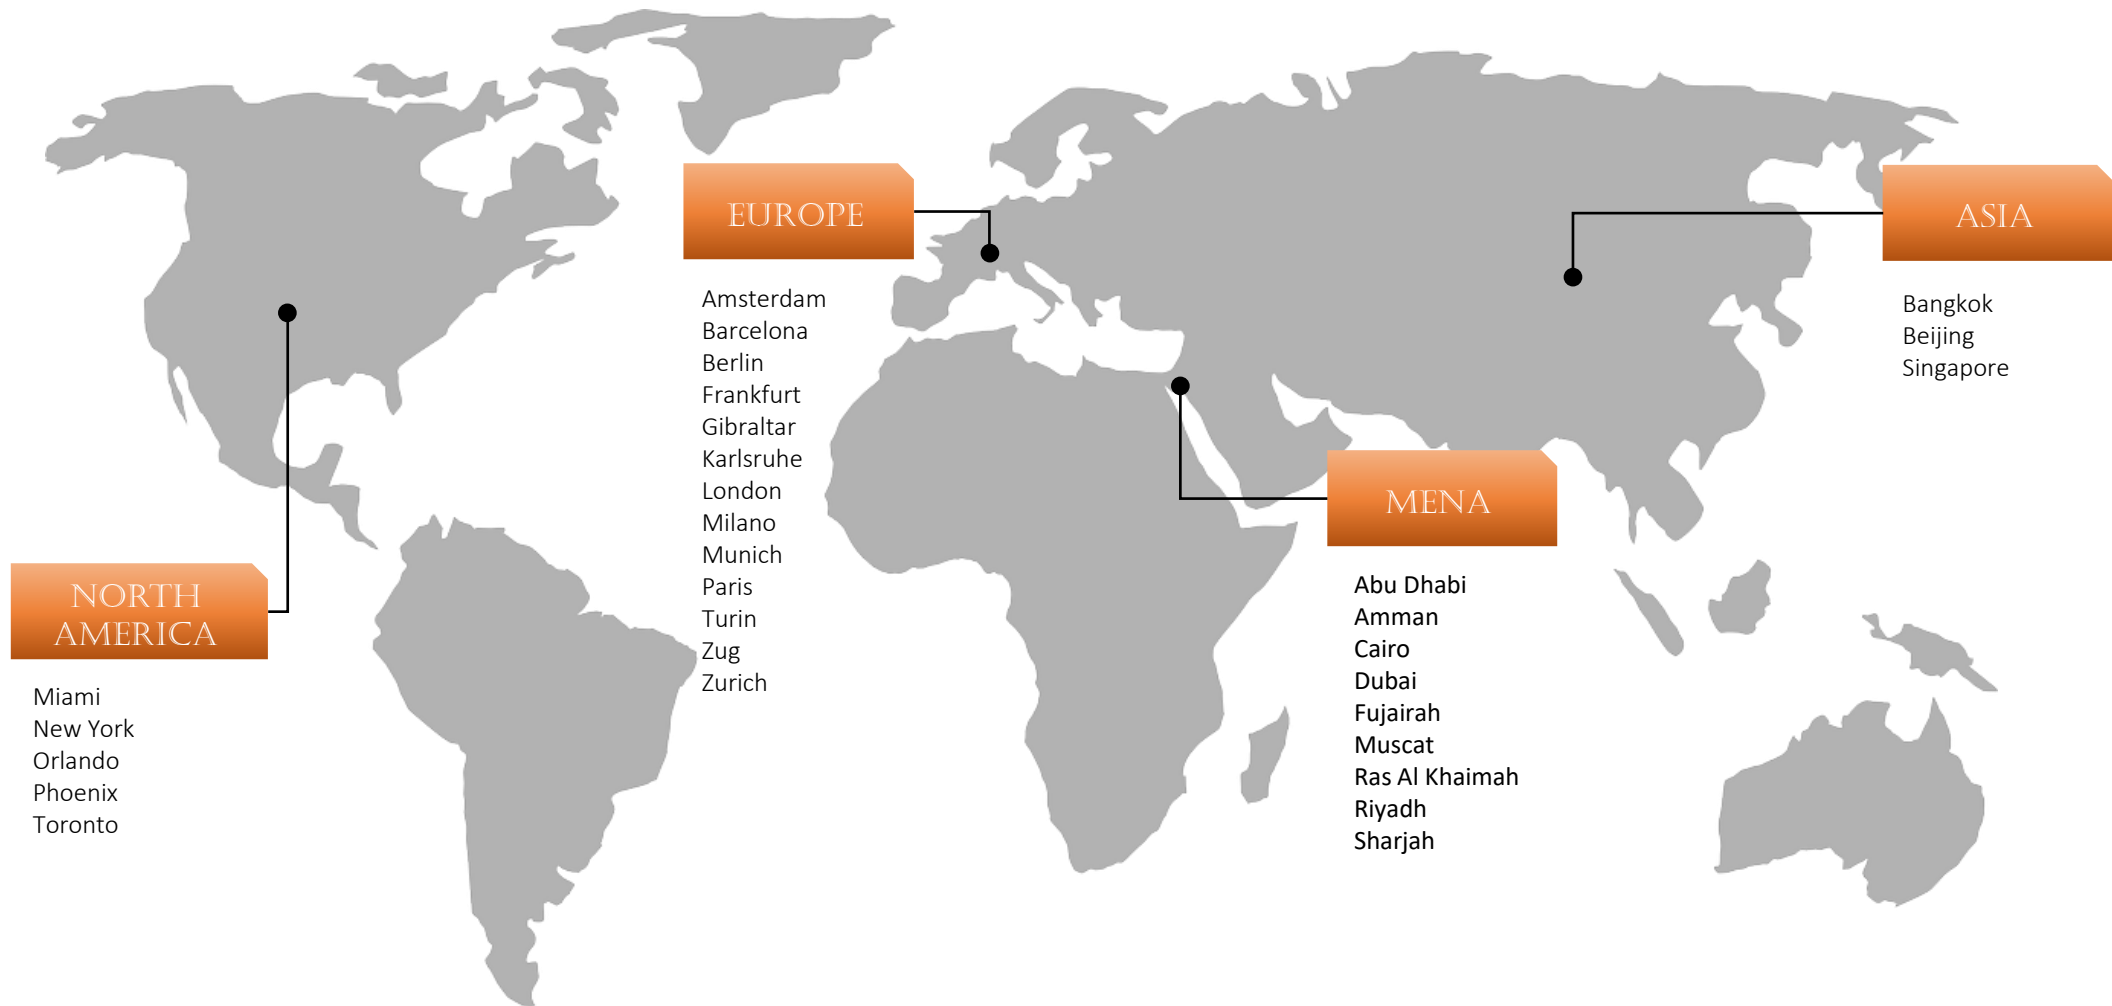 EUROPE
Amsterdam
Barcelona
Berlin
Frankfurt
Gibraltar
Karlsruhe
London
Milano
Munich
Paris
Turin
Zug
Zurich
ASIA
Bangkok
Beijing
Singapore
MENA
Abu Dhabi
Amman
Cairo
Dubai
Fujairah
Muscat
Ras Al Khaimah
Riyadh
Sharjah
NORTH
AMERICA
Miami
New York
Orlando
Phoenix
Toronto